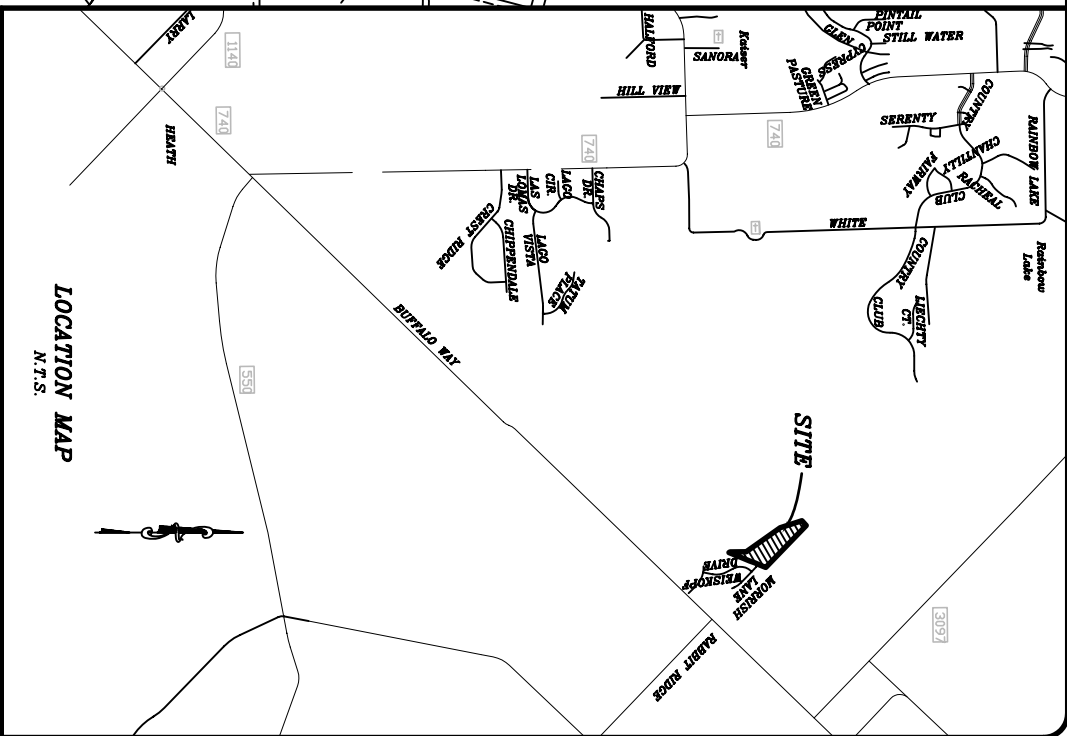 LARRY
1140
740
HEATH
HALFORD
SANORA
Kaiser
HILL VIEW
740
PINTAIL
POINT
STILL WATER
GLEN
CYPRESS
GREEN
PASTURE
740
COUNTRY
SERENTY
CHANTILLY
FAIRWAY
RACHEAL
CLUB
RAINBOW LAKE
Rainbow
Lake
WHITE
COUNTRY
CLUB
LIECHTY
CT.
CHAPS
DR.
LAGO
CIR.
LAS
LOMAS
DR.
CREST RIDGE
CHIPPENDALE
LAGO
VISTA
TATUM
PLACE
BUFFALO WAY
550
SITE
WEISKOPF
DRIVE
MORRISH
LANE
RABBIT RIDGE
3097
LOCATION MAP
N.T.S.